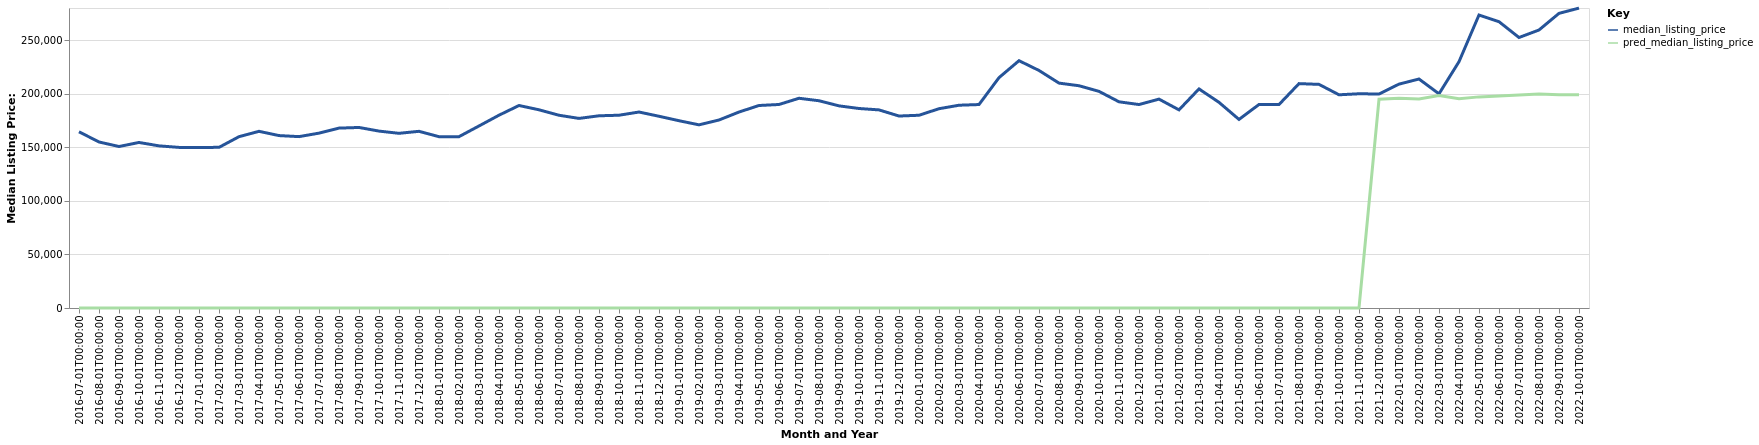 Key
median_listing_price
pred_median_listing_price
Median Listing Price:
250,000
200,000
150,000
100,000
50,000
0
2016-07-01T00:00:00
2016-08-01T00:00:00
2016-09-01T00:00:00
2016-10-01T00:00:00
2016-11-01T00:00:00
2016-12-01T00:00:00
2017-01-01T00:00:00
2017-02-01T00:00:00
2017-03-01T00:00:00
2017-04-01T00:00:00
2017-05-01T00:00:00
2017-06-01T00:00:00
2017-07-01T00:00:00
2017-08-01T00:00:00
2017-09-01T00:00:00
2017-10-01T00:00:00
2017-11-01T00:00:00
2017-12-01T00:00:00
2018-01-01T00:00:00
2018-02-01T00:00:00
2018-03-01T00:00:00
2018-04-01T00:00:00
2018-05-01T00:00:00
2018-06-01T00:00:00
2018-07-01T00:00:00
2018-08-01T00:00:00
2018-09-01T00:00:00
2018-10-01T00:00:00
2018-11-01T00:00:00
2018-12-01T00:00:00
2019-01-01T00:00:00
2019-02-01T00:00:00
2019-03-01T00:00:00
2019-04-01T00:00:00
2019-05-01T00:00:00
2019-06-01T00:00:00
2019-07-01T00:00:00
2019-08-01T00:00:00
2019-09-01T00:00:00
2019-10-01T00:00:00
2019-11-01T00:00:00
2019-12-01T00:00:00
2020-01-01T00:00:00
2020-02-01T00:00:00
2020-03-01T00:00:00
2020-04-01T00:00:00
2020-05-01T00:00:00
2020-06-01T00:00:00
2020-07-01T00:00:00
2020-08-01T00:00:00
2020-09-01T00:00:00
2020-10-01T00:00:00
2020-11-01T00:00:00
2020-12-01T00:00:00
2021-01-01T00:00:00
2021-02-01T00:00:00
2021-03-01T00:00:00
2021-04-01T00:00:00
2021-05-01T00:00:00
2021-06-01T00:00:00
2021-07-01T00:00:00
2021-08-01T00:00:00
2021-09-01T00:00:00
2021-10-01T00:00:00
2021-11-01T00:00:00
2021-12-01T00:00:00
2022-01-01T00:00:00
2022-02-01T00:00:00
2022-03-01T00:00:00
2022-04-01T00:00:00
2022-05-01T00:00:00
2022-06-01T00:00:00
2022-07-01T00:00:00
2022-08-01T00:00:00
2022-09-01T00:00:00
2022-10-01T00:00:00
Month and Year